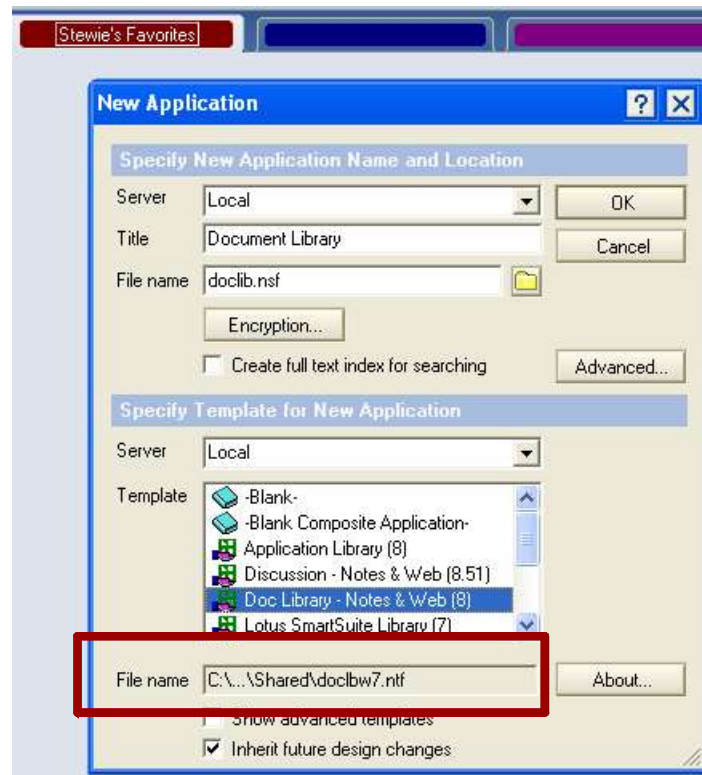 Stewie's Favorites
New Application
Specify New Application Name and Location
Server Local OK
Title Document Library Cancel
File name doclib.nsf
Encryption...
Create full text index for searching Advanced...
Specify Template for New Application
Server Local
Template -Blank-
-Blank Composite Application-
Application Library (8)
Discussion - Notes & Web (8.51)
Doc Library - Notes & Web (8)
Lotus SmartSuite Library (7)
File name C:\...\Shared\doclbw7.ntf About...
Show advanced templates
Inherit future design changes